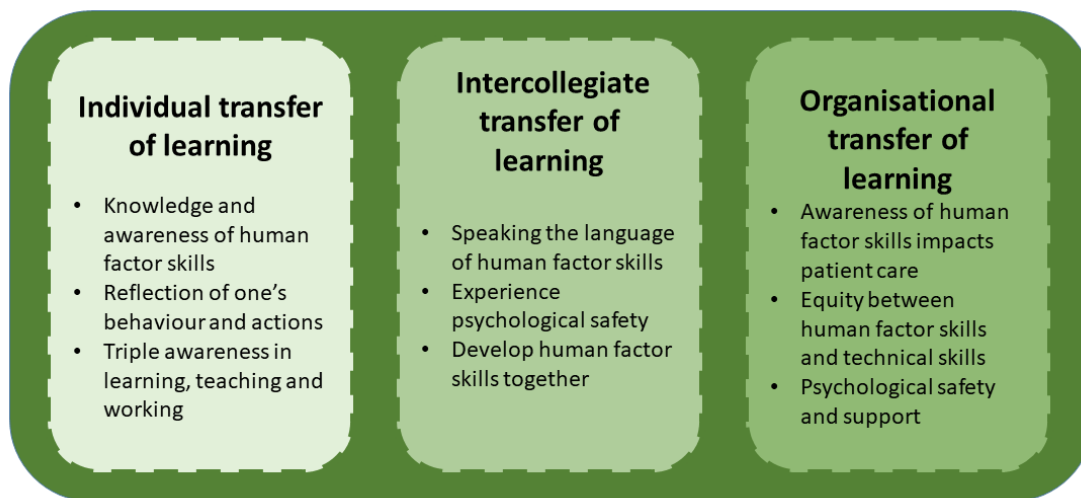 Individual transfer
of learning
• Knowledge and
awareness of human
factor skills
• Reflection of one's
behaviour and actions
• Triple awareness in
learning, teaching and
working
Intercollegiate
transfer of
learning
• Speaking the language
of human factor skills
• Experience
psychological safety
• Develop human factor
skills together
Organisational
transfer of
learning
• Awareness of human
factor skills impacts
patient care
• Equity between
human factor skills
and technical skills
• Psychological safety
and support